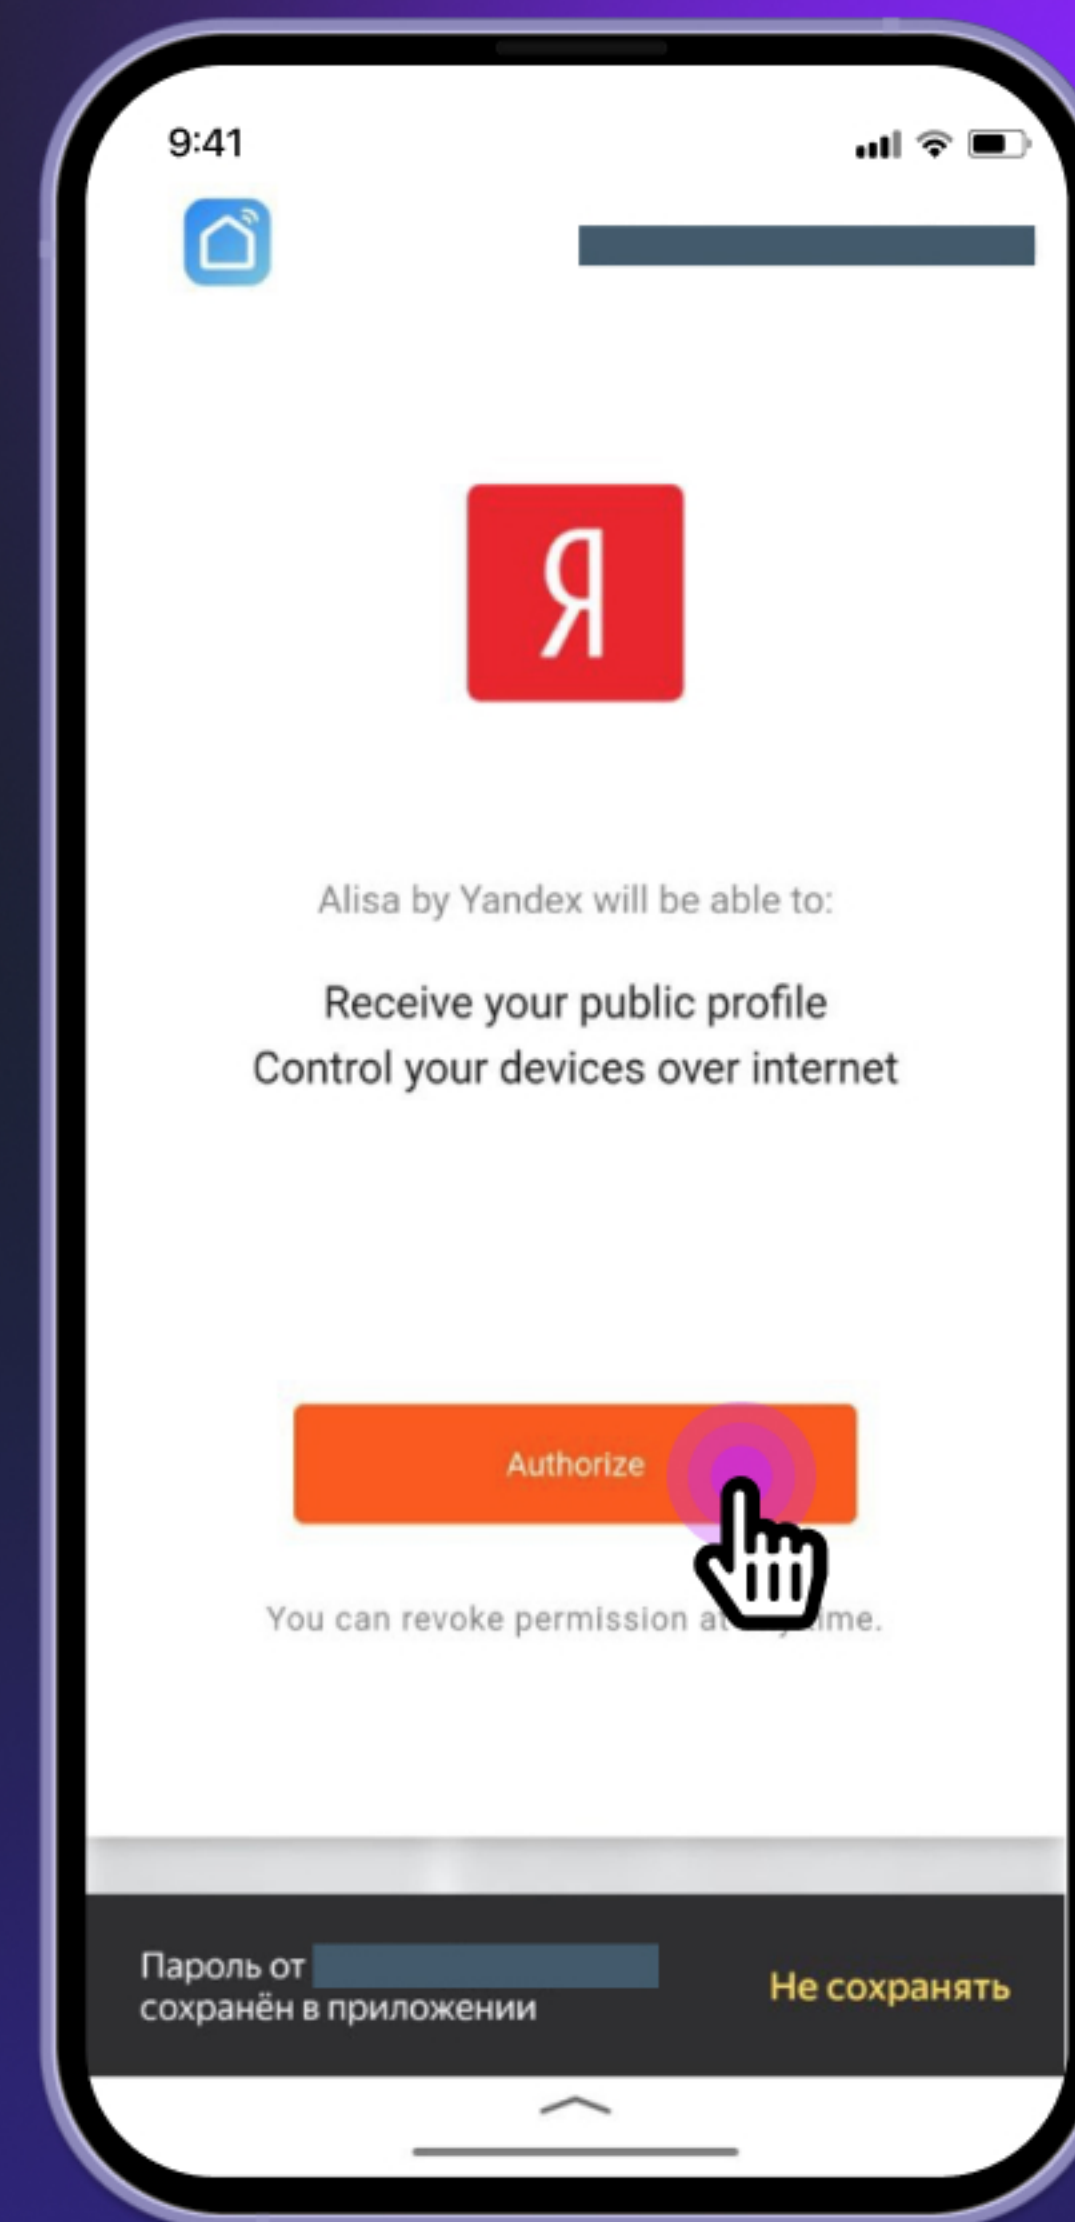 9:41
Я
Alisa by Yandex will be able to:
Receive your public profile
Control your devices over internet
Authorize
You can revoke permission at
Пароль от
сохранён в приложении
Не сохранять